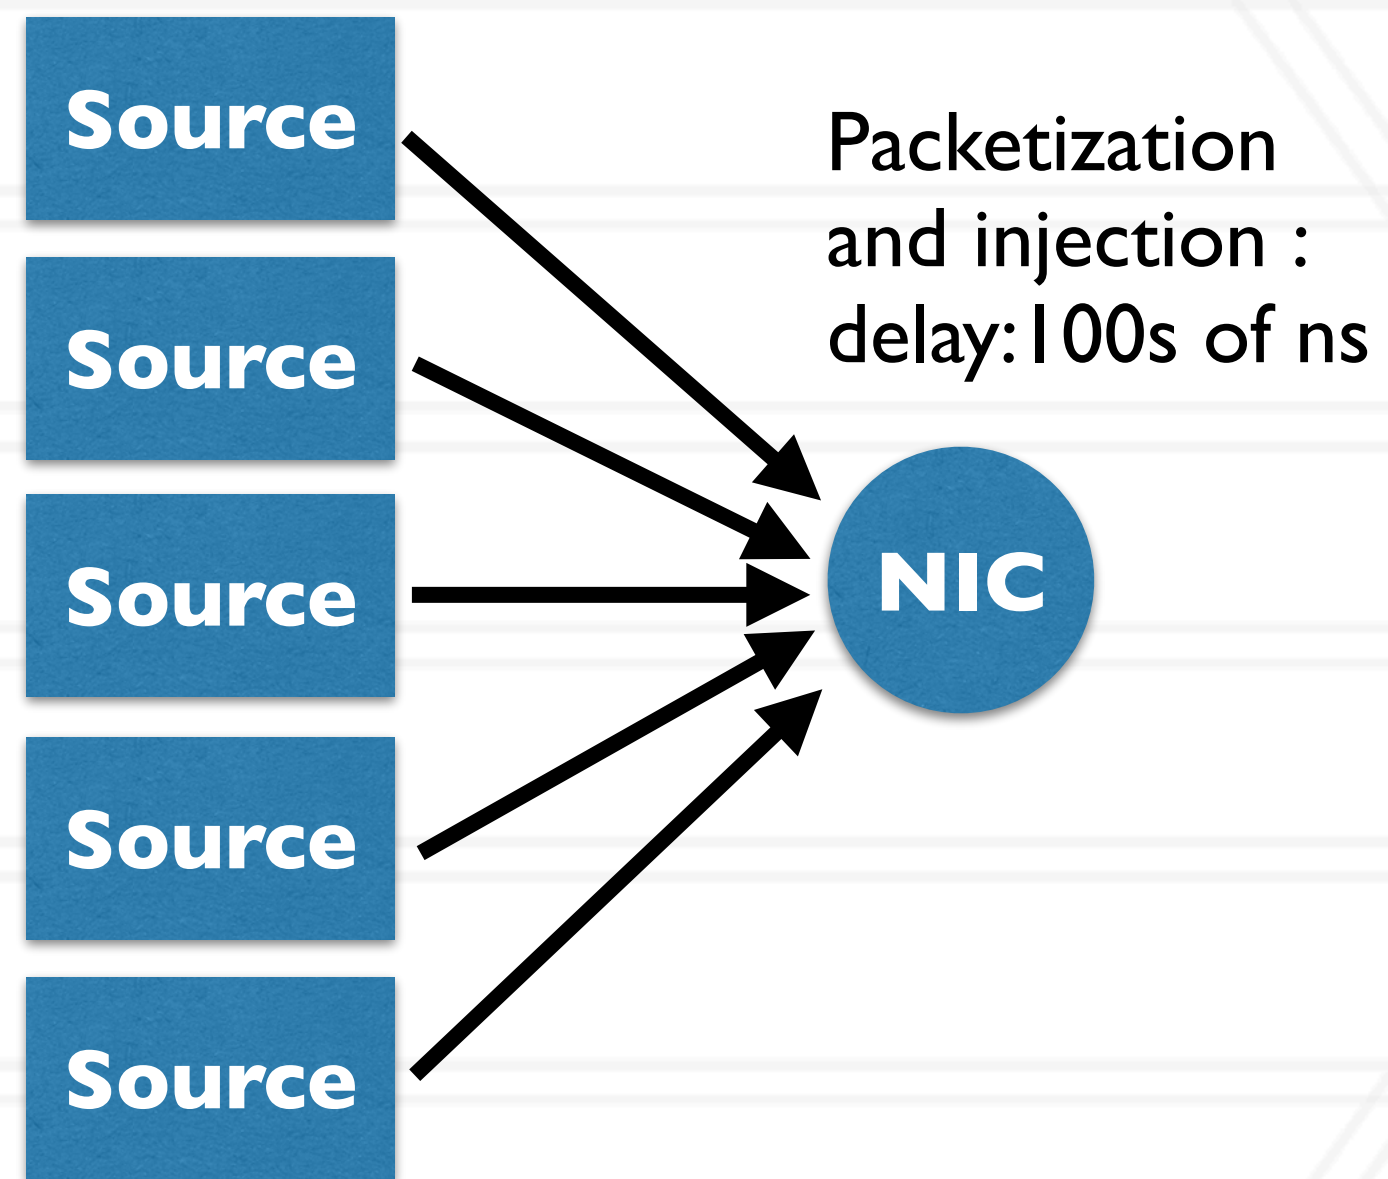 Source
Packetization
and injection :
delay:100s of ns
Source
Source
NIC
Source
Source